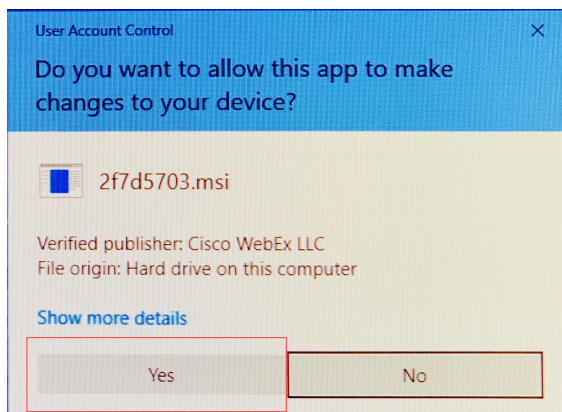 User Account Control
Do you want to allow this app to make
changes to your device?
2f7d5703.msi
Verified publisher: Cisco WebEx LLC
File origin: Hard drive on this computer
Show more details
Yes
No